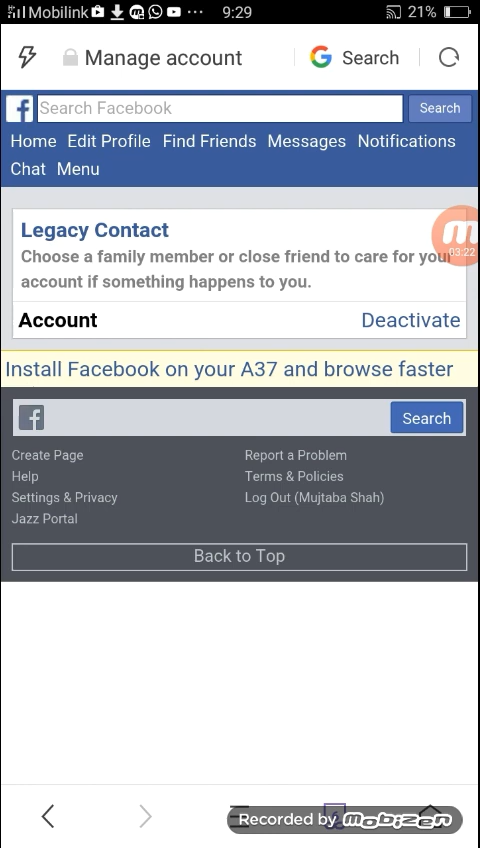 Mobilink 9:29 21%
Manage account Search
Search Facebook Search
Home Edit Profile Find Friends Messages Notifications
Chat Menu
Legacy Contact
Choose a family member or close friend to care for your
account if something happens to you.
03:22
Account Deactivate
Install Facebook on your A37 and browse faster
Search
Create Page Report a Problem
Help Terms & Policies
Settings & Privacy Log Out (Mujtaba Shah)
Jazz Portal
Back to Top
Recorded by mobizen